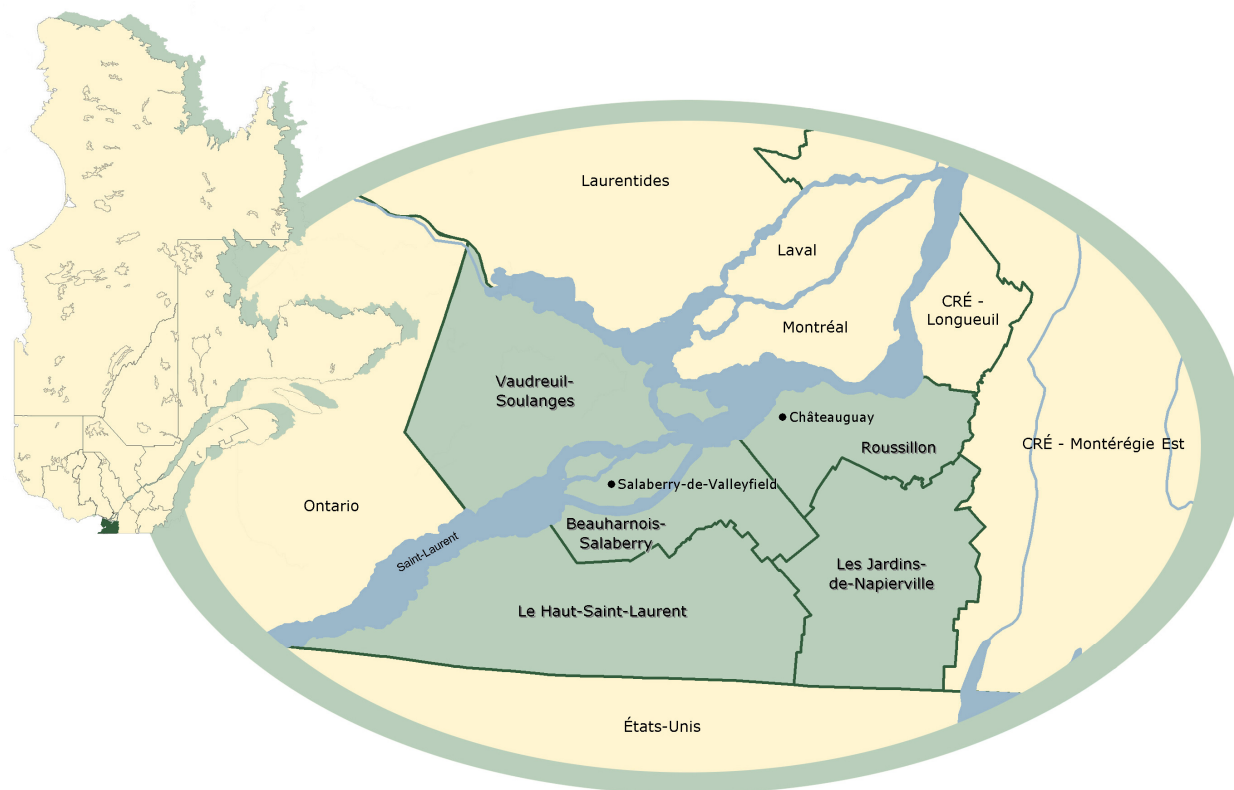 Laurentides
Laval
CRÉ -
Longueuil
Montréal
Vaudreuil-
Soulanges
Châteauguay
Roussillon
CRÉ - Montérégie Est
Salaberry-de-Valleyfield
Ontario
Beauharnois-
Salaberry
Saint-Laurent
Les Jardins-
de-Napierville
Le Haut-Saint-Laurent
États-Unis